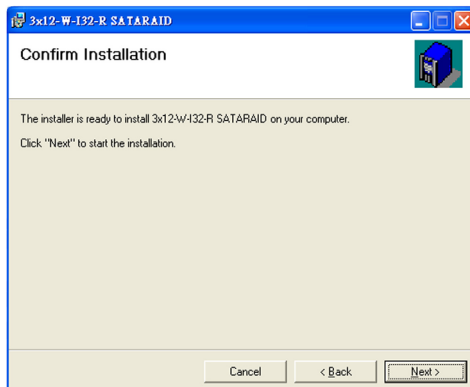 3x12-W-I32-R SATARAID
Confirm Installation
The installer is ready to install 3x12-W-I32-R SATARAID on your computer.
Click "Next" to start the installation.
Cancel
< Back
Next >